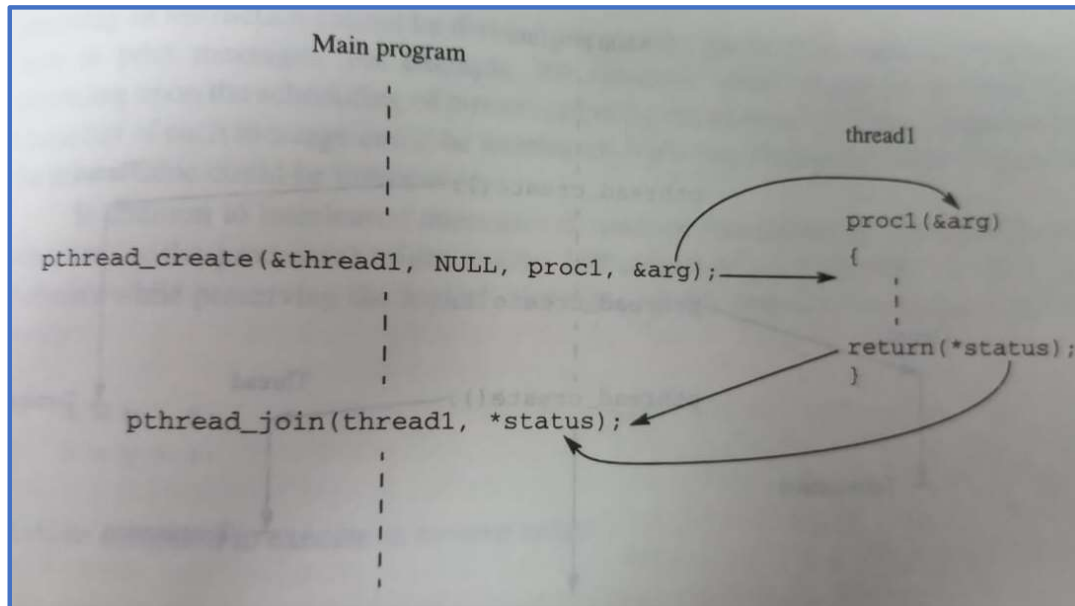 Main program
thread1
proc1(&arg)
pthread_create(&thread1, NULL, proc1, &arg);
{
return(*status);
}
pthread_join(thread1, *status);